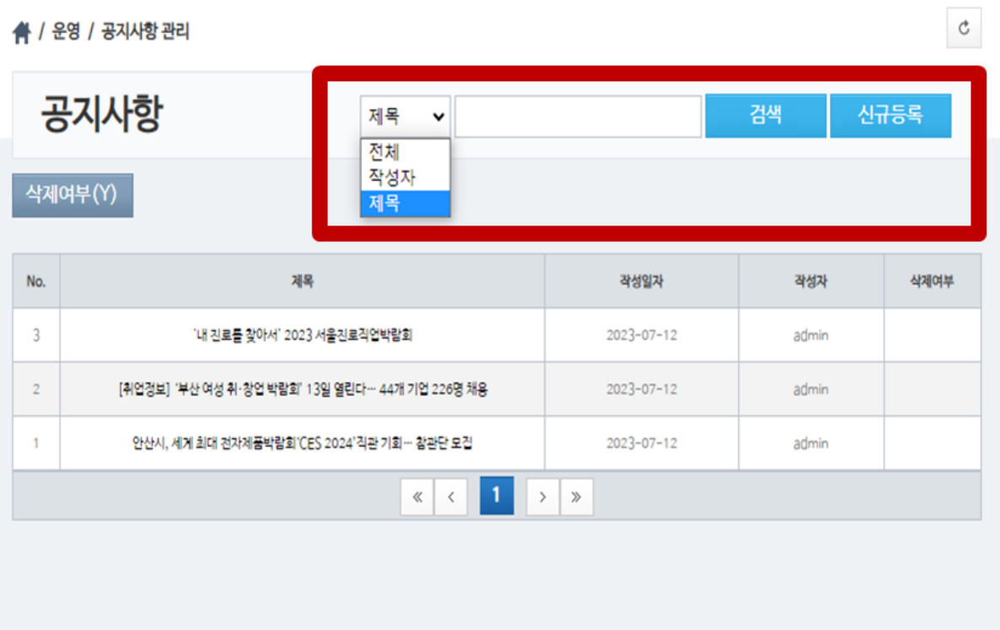 / 운영 / 공지사항 관리
공지사항
제목
검색
신규등록
전체
작성자
제목
삭제여부(Y)
No. 제목 작성일자 작성자 삭제여부
3 '내 진로를 찾아서' 2023 서울진로직업박람회 2023-07-12 admin
2 [취업정보] '부산 여성 취·창업 박람회' 13일 열린다… 44개 기업 226명 채용 2023-07-12 admin
1 안산시, 세계 최대 전자제품박람회'CES 2024'직관 기회… 참관단 모집 2023-07-12 admin
« ‹ 1 › »